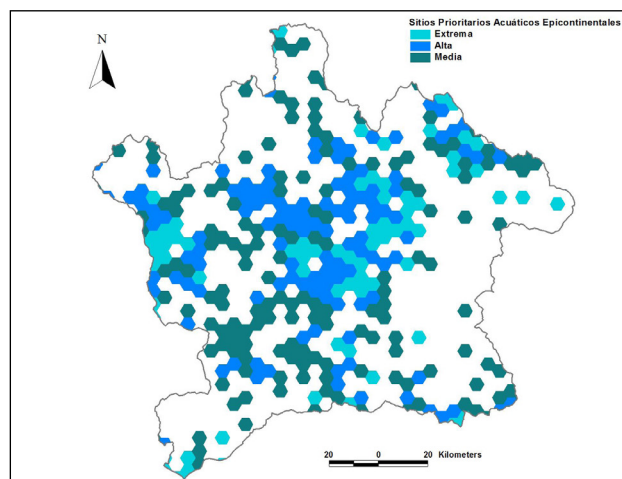 Sitios Prioritarios Acuáticos Epicontinentales
Extrema
Alta
Media
N
20 0 20 Kilometers